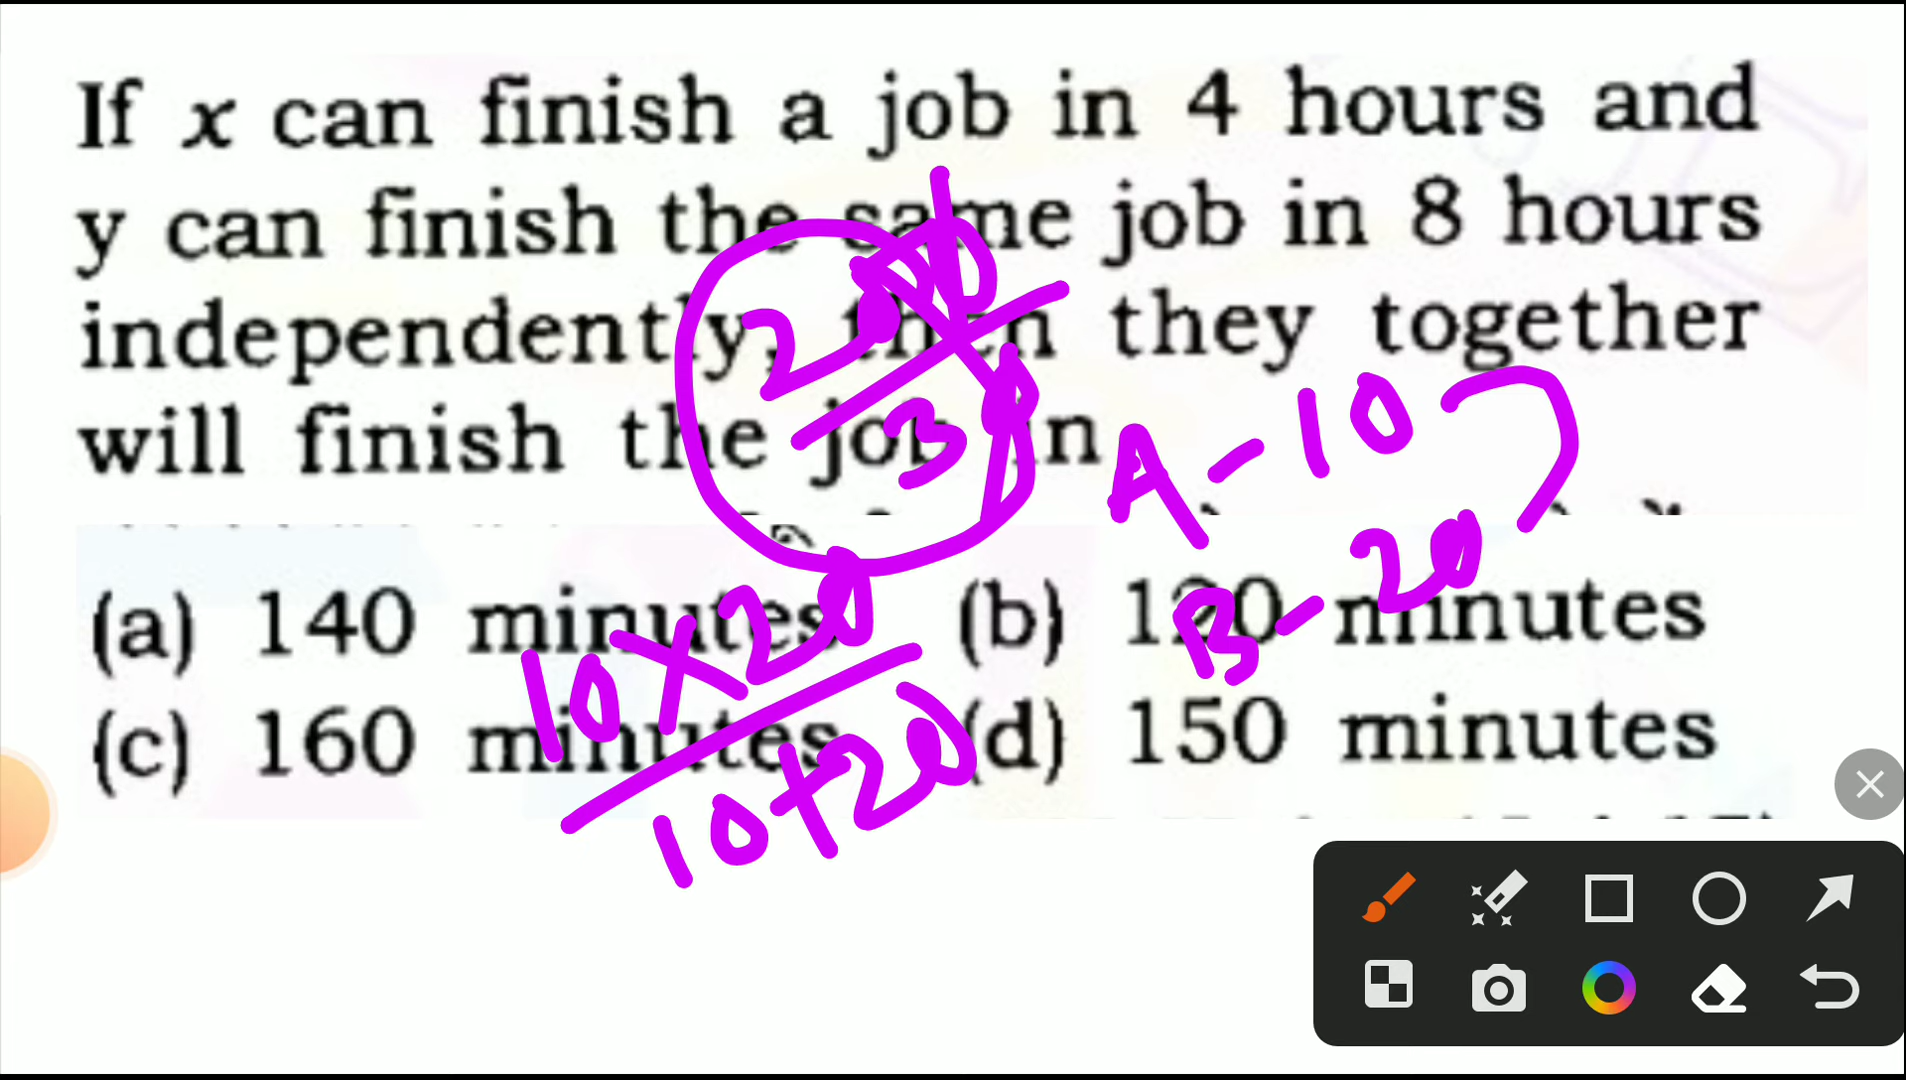 If x can finish a job in 4 hours and
y can finish the same job in 8 hours
independently, then they together
will finish the job in
(a) 140 minutes (b) 120 minutes
(c) 160 minutes (d) 150 minutes
A - 10
B - 20
10 x 20
10 + 20
200
30